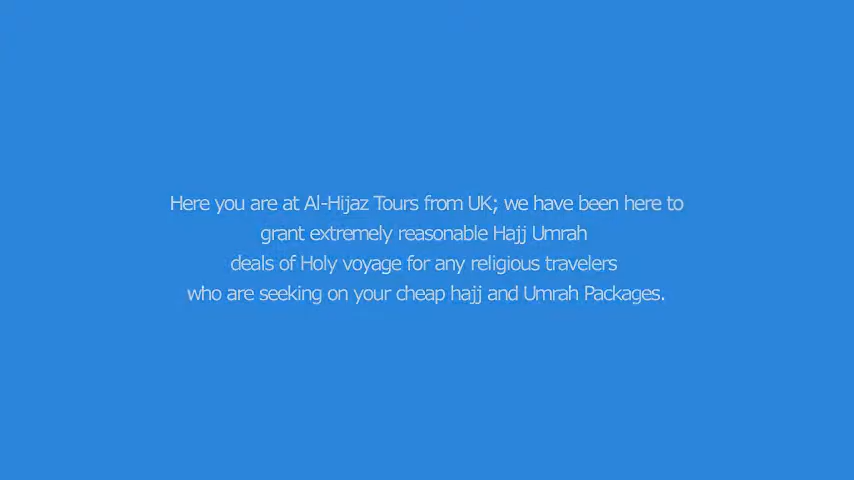 Here you are at Al-Hijaz Tours from UK; we have been here to
grant extremely reasonable Hajj Umrah
deals of Holy voyage for any religious travelers
who are seeking on your cheap hajj and Umrah Packages.